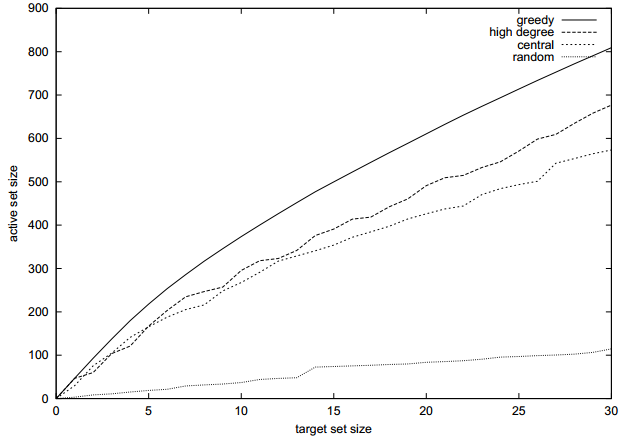 900
800
700
600
500
400
300
200
100
0
active set size
greedy
high degree
central
random
0 5 10 15 20 25 30
target set size